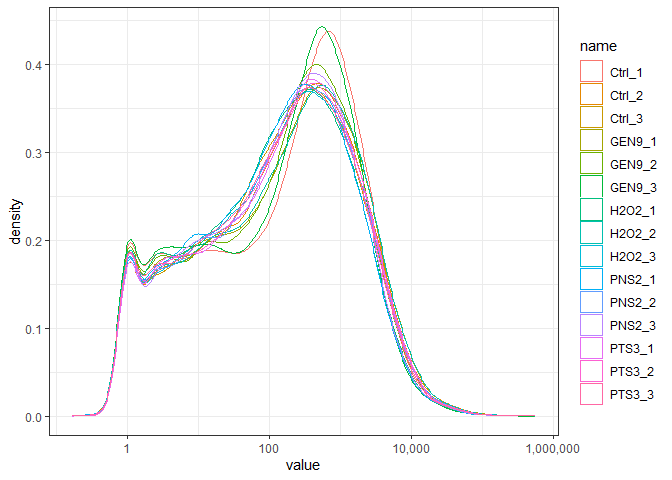 name
Ctrl_1
Ctrl_2
Ctrl_3
GEN9_1
GEN9_2
GEN9_3
H2O2_1
H2O2_2
H2O2_3
PNS2_1
PNS2_2
PNS2_3
PTS3_1
PTS3_2
PTS3_3
density
0.4
0.3
0.2
0.1
0.0
1
100
10,000
1,000,000
value